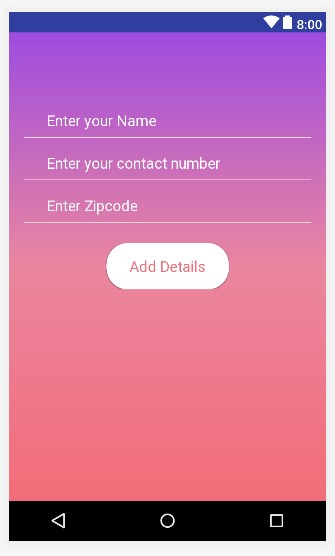 8:00
Enter your Name
Enter your contact number
Enter Zipcode
Add Details